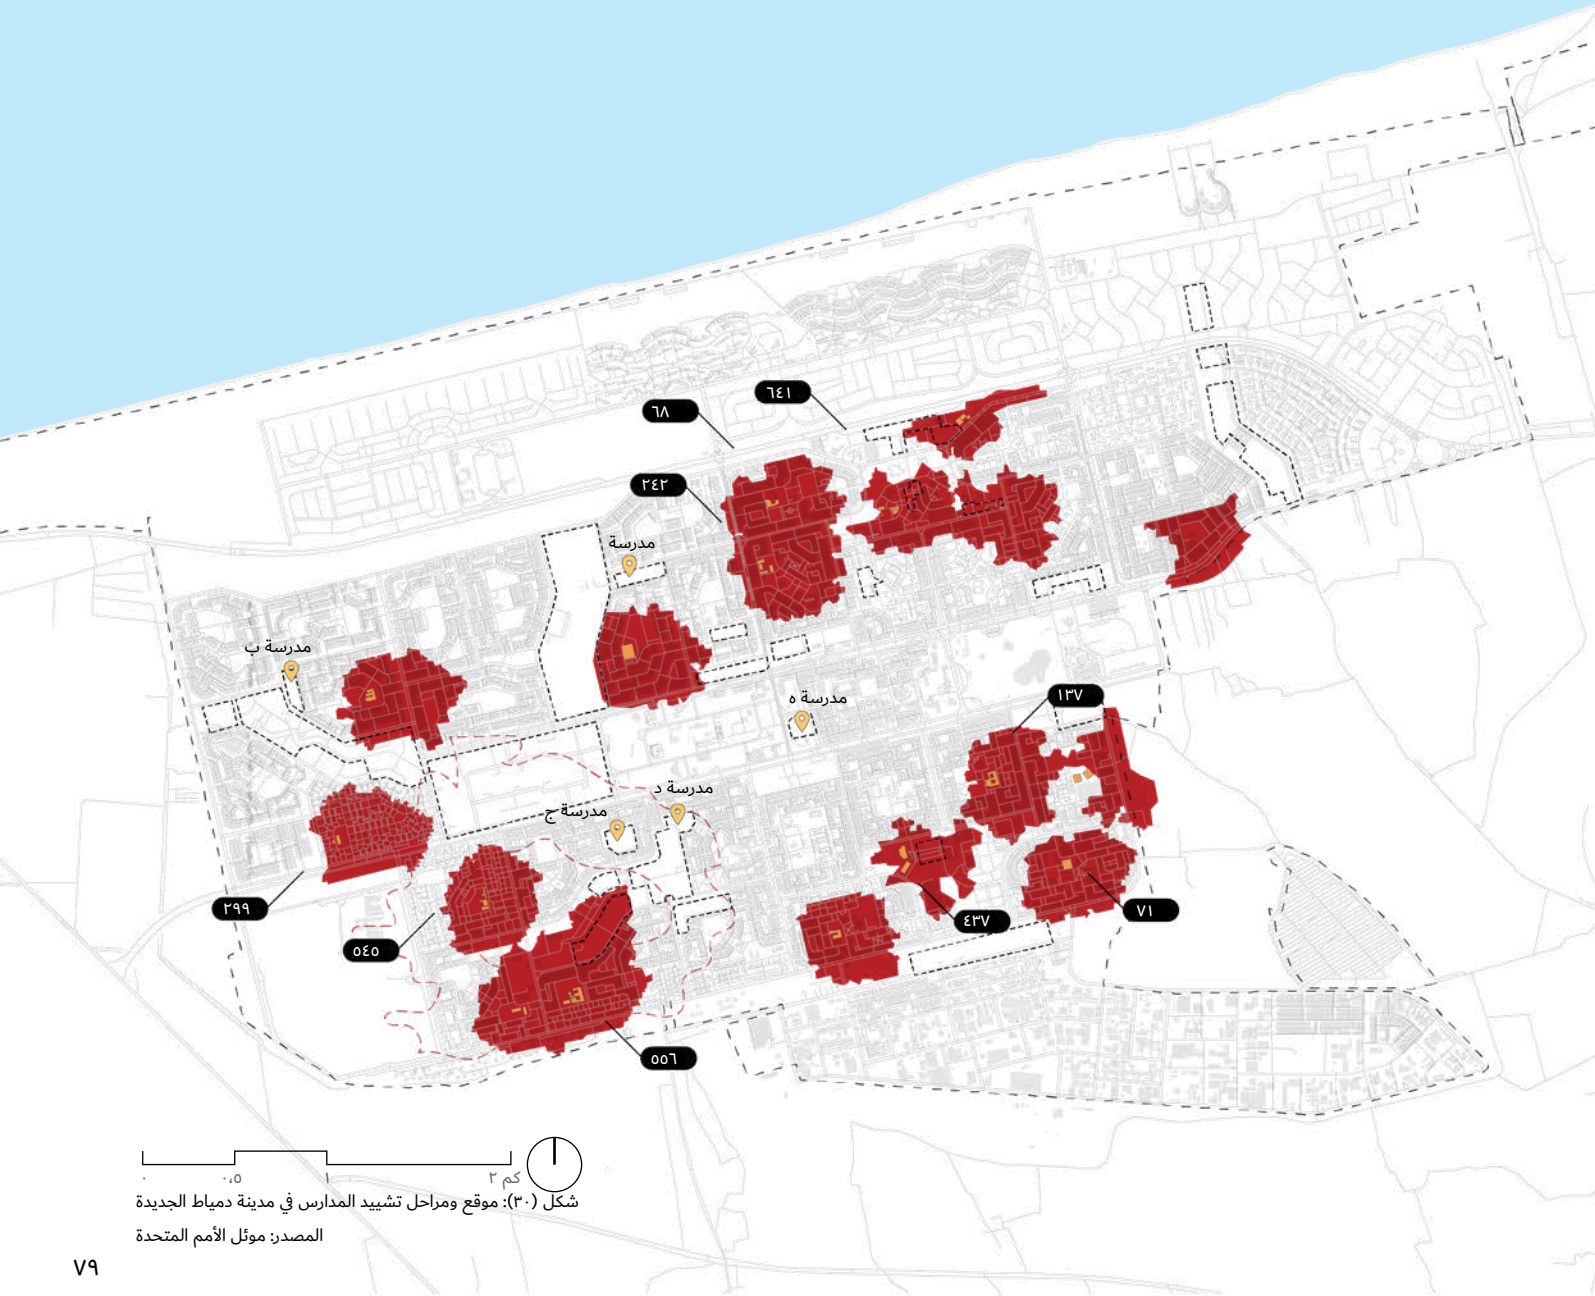 ٦٤١
٦٨
٢٤٢
مدرسة
مدرسة ب
١٣٧
مدرسة ه
مدرسة د
مدرسة ج
٢٩٩
٧١
٤٣٧
٥٤٥
٥٥٦
٠ ٠,٥ ١ ٢ كم
شكل (٣٠): موقع ومراحل تشييد المدارس في مدينة دمياط الجديدة
المصدر: موئل الأمم المتحدة
٧٩